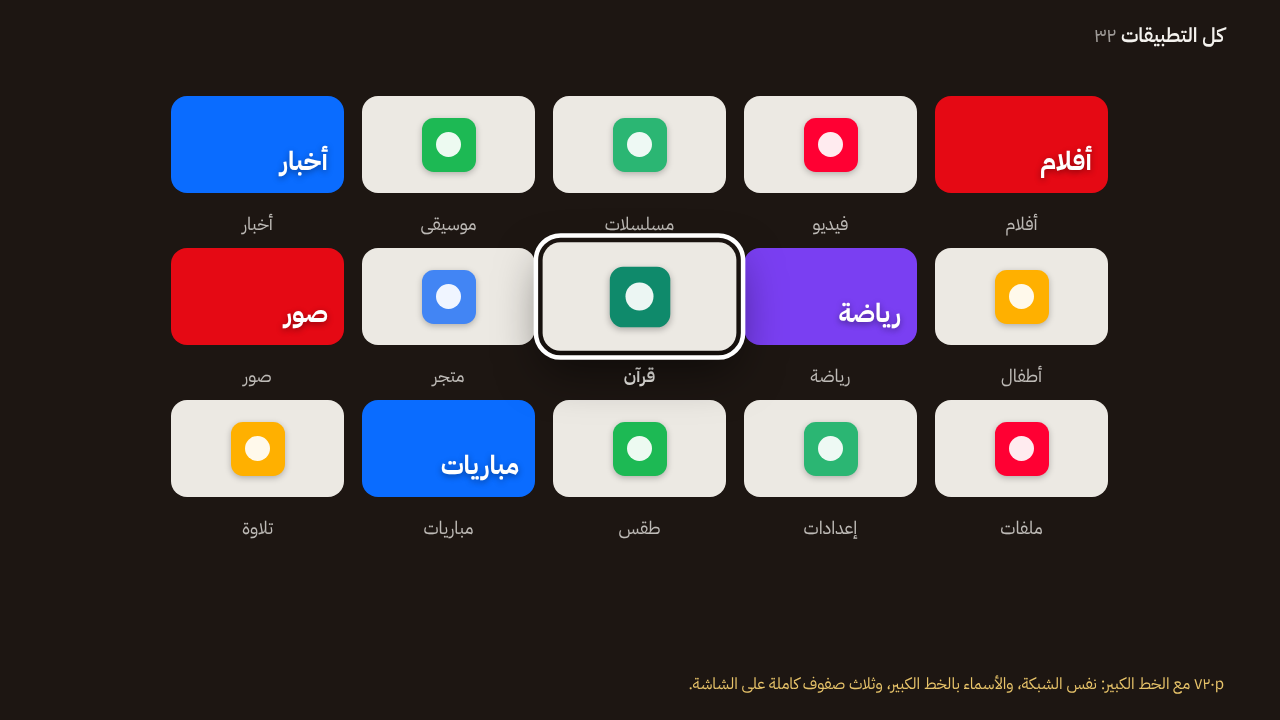 كل التطبيقات ٣٢
أفلام
أخبار
أفلام
فيديو
مسلسلات
موسيقى
أخبار
رياضة
صور
أطفال
رياضة
قرآن
متجر
صور
مباريات
ملفات
إعدادات
طقس
مباريات
تلاوة
٧٢٠p مع الخط الكبير: نفس الشبكة، والأسماء بالخط الكبير، وثلاث صفوف كاملة على الشاشة.